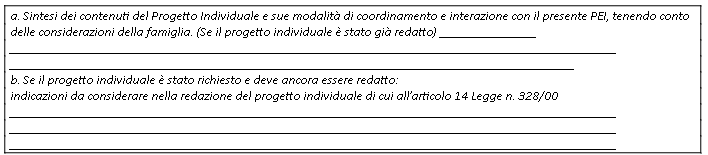 a. Sintesi dei contenuti del Progetto Individuale e sue modalità di coordinamento e interazione con il presente PEI, tenendo conto
delle considerazioni della famiglia. (Se il progetto individuale è stato già redatto) _______________
b. Se il progetto individuale è stato richiesto e deve ancora essere redatto:
indicazioni da considerare nella redazione del progetto individuale di cui all'articolo 14 Legge n. 328/00